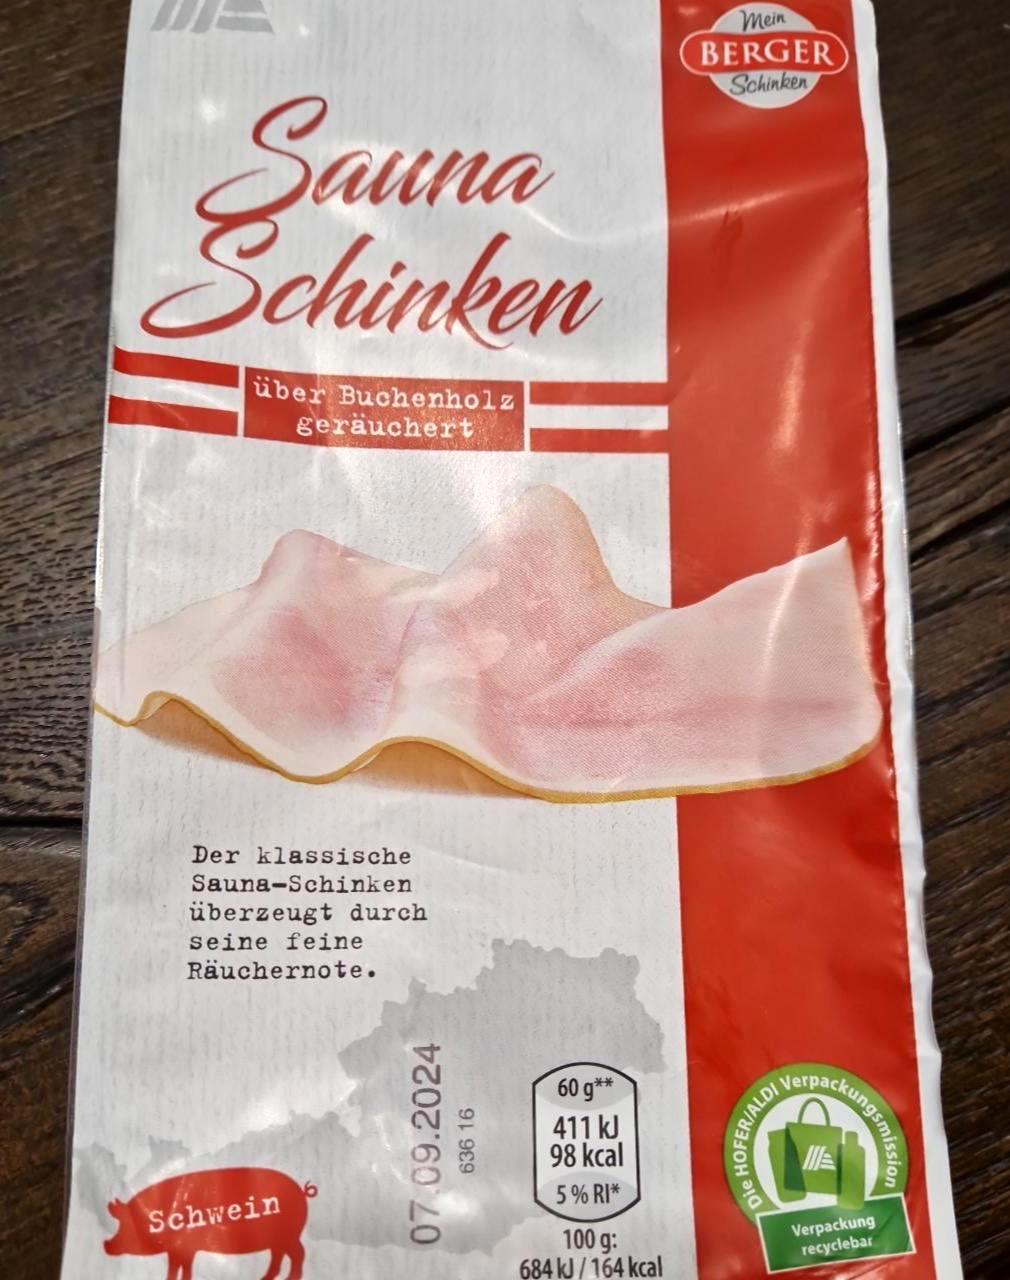 Mein
BERGER
Schinken
Sauna
Schinken
über Buchenholz
geräuchert
Der klassische
Sauna-Schinken
überzeugt durch
seine feine
Räuchernote.
07.09.2024
636 16
60 g**
411 kJ
98 kcal
5 % RI*
100 g:
684 kJ / 164 kcal
Schwein
Die HOFER/ALDI Verpackungsmission
Verpackung
recyclebar